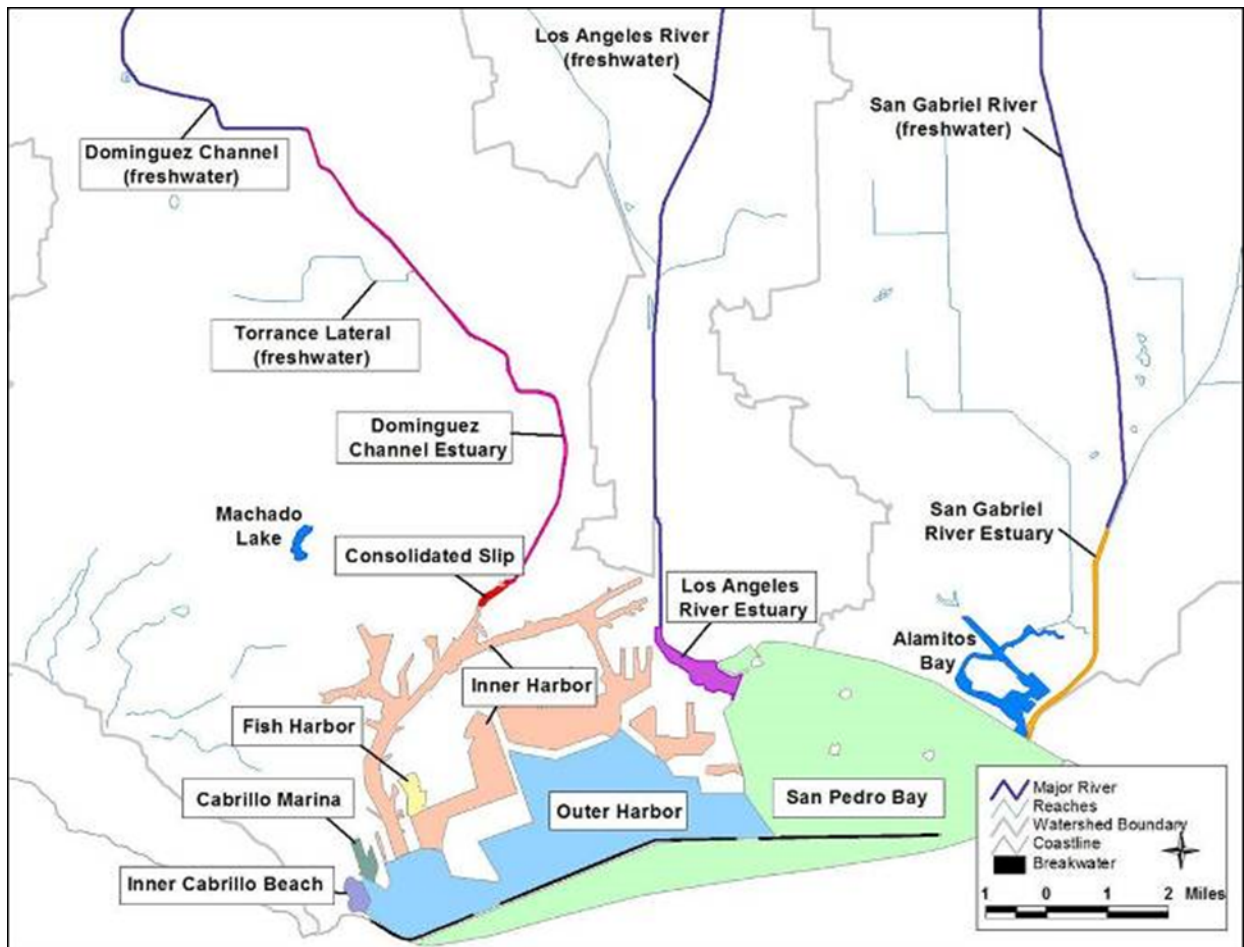 Los Angeles River
(freshwater)
San Gabriel River
(freshwater)
Dominguez Channel
(freshwater)
Torrance Lateral
(freshwater)
Dominguez
Channel Estuary
Machado
Lake
San Gabriel
River Estuary
Consolidated Slip
Los Angeles
River Estuary
Alamitos
Bay
Inner Harbor
Fish Harbor
Cabrillo Marina
Outer Harbor
San Pedro Bay
Inner Cabrillo Beach
Major River
Reaches
Watershed Boundary
Coastline
Breakwater
1 0 1 2 Miles